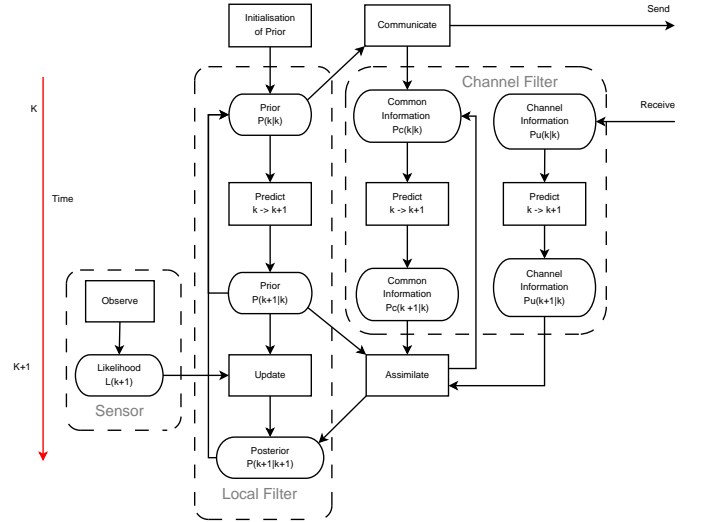 Initialisation
of Prior
Communicate
Send
Channel Filter
K
Prior
P(k|k)
Common
Information
Pc(k|k)
Channel
Information
Pu(k|k)
Receive
Time
Predict
k -> k+1
Predict
k -> k+1
Predict
k -> k+1
Observe
Prior
P(k+1|k)
Common
Information
Pc(k +1|k)
Channel
Information
Pu(k+1|k)
K+1
Likelihood
L(k+1)
Update
Assimilate
Sensor
Posterior
P(k+1|k+1)
Local Filter